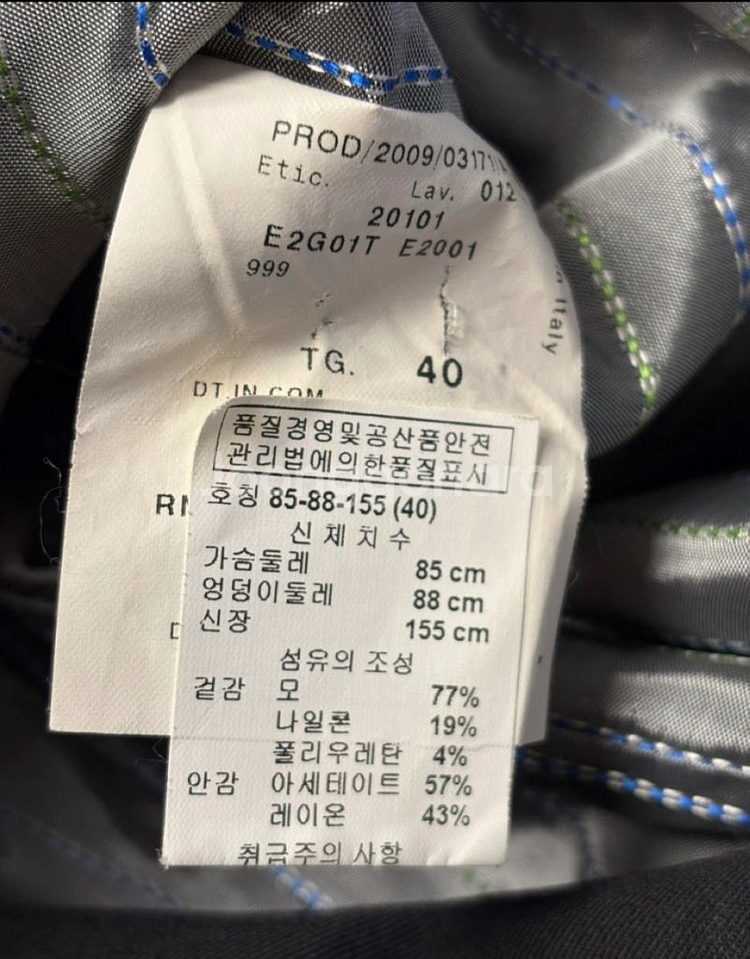 PROD/2009/03171
Etic. Lav. 012
20101
E2G01T E2001
999
Italy
TG. 40
DT.IN COM
품질경영및공산품안전
관리법에의한품질표시
호칭 85-88-155 (40)
신체치수
가슴둘레 85 cm
엉덩이둘레 88 cm
신장 155 cm
섬유의 조성
겉감 모 77%
나일론 19%
폴리우레탄 4%
안감 아세테이트 57%
레이온 43%
취급주의 사항